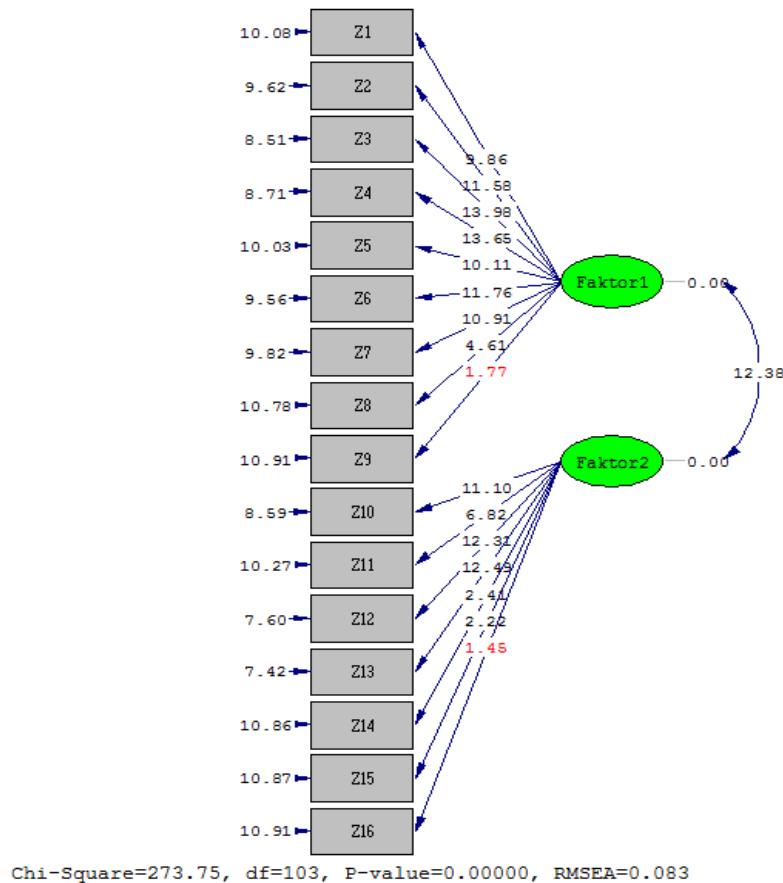 10.08 Z1
9.62 Z2
8.51 Z3
9.86
8.71 Z4
11.58
13.98
13.65
10.03 Z5
10.11
Faktor1 0.00
9.56 Z6
11.76
10.91
9.82 Z7
4.61
1.77
12.38
10.78 Z8
10.91 Z9
Faktor2 0.00
11.10
8.59 Z10
6.82
12.31
10.27 Z11
12.49
2.41
7.60 Z12
2.22
1.45
7.42 Z13
10.86 Z14
10.87 Z15
10.91 Z16
Chi-Square=273.75, df=103, P-value=0.00000, RMSEA=0.083